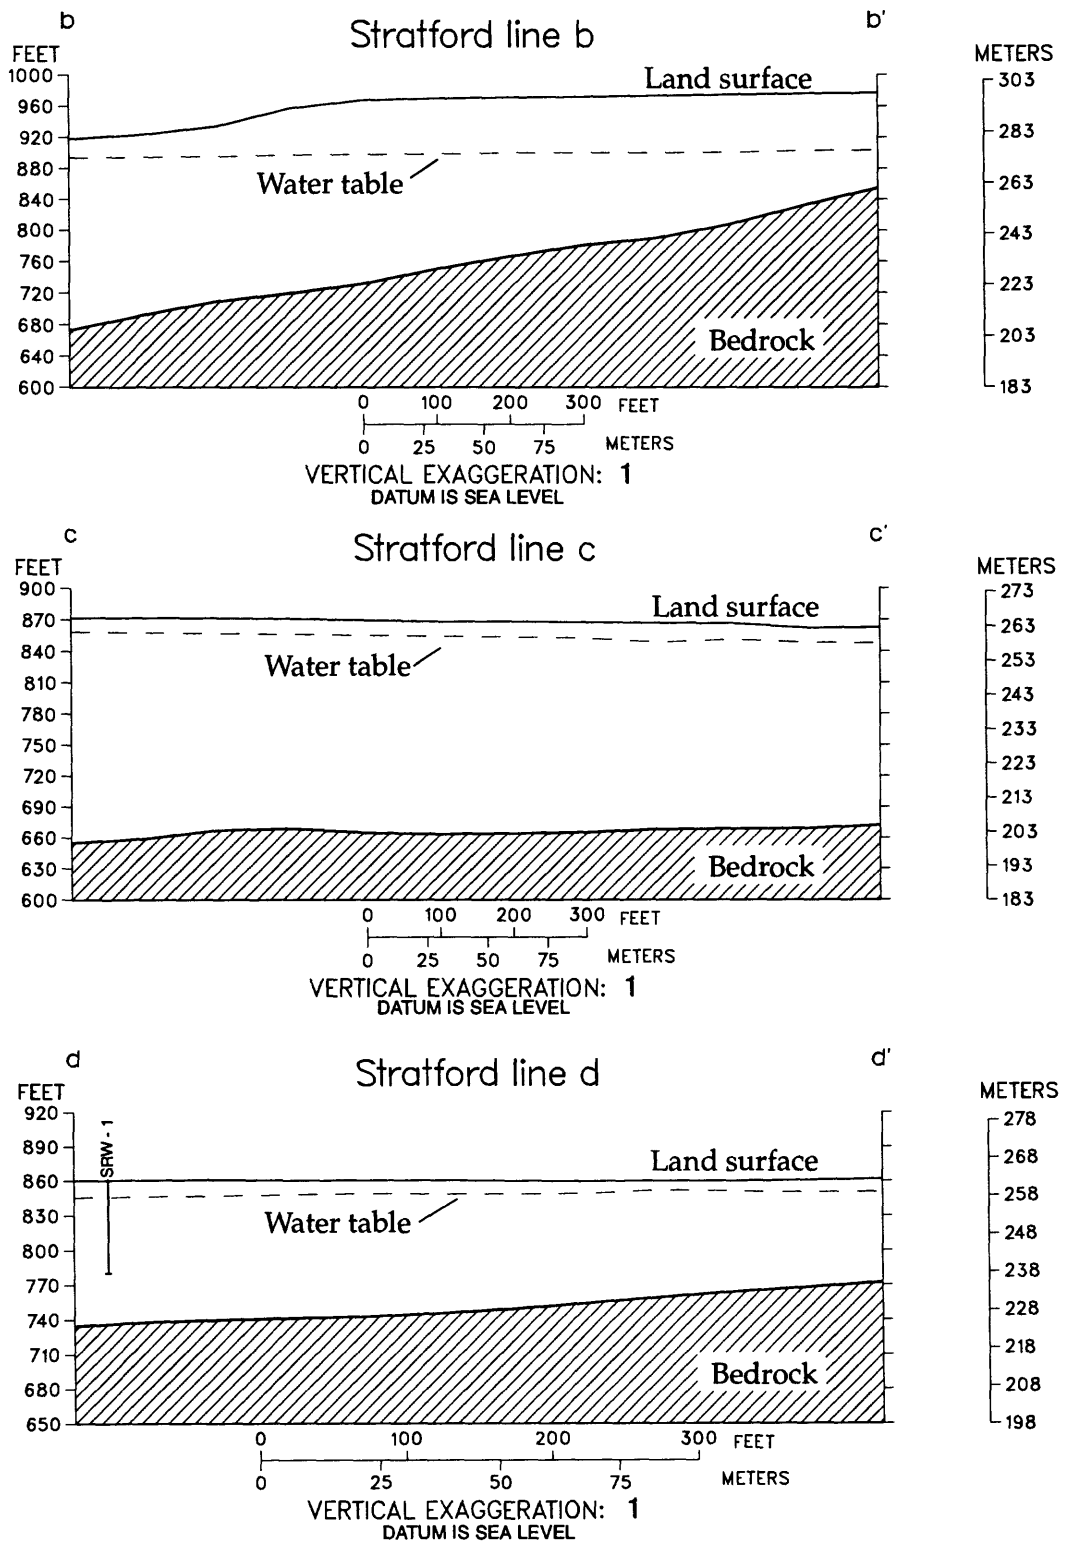 b b'
Stratford line b
FEET METERS
1000 303
Land surface
960
920 283
880
Water table
263
840
800 243
760
720 223
680
Bedrock
203
640
600 183
0 100 200 300 FEET
0 25 50 75 METERS
VERTICAL EXAGGERATION: 1
DATUM IS SEA LEVEL
c c'
Stratford line c
FEET METERS
900 273
870 Land surface 263
840 Water table 253
810 243
780 233
750 223
720
690 213
660 203
630 Bedrock 193
600 183
0 100 200 300 FEET
0 25 50 75 METERS
VERTICAL EXAGGERATION: 1
DATUM IS SEA LEVEL
d d'
Stratford line d
FEET METERS
920 278
890 SRW-1 268
860 Land surface 258
830 Water table 248
800 238
770 228
740
710 218
680 Bedrock 208
650 198
0 100 200 300 FEET
0 25 50 75 METERS
VERTICAL EXAGGERATION: 1
DATUM IS SEA LEVEL